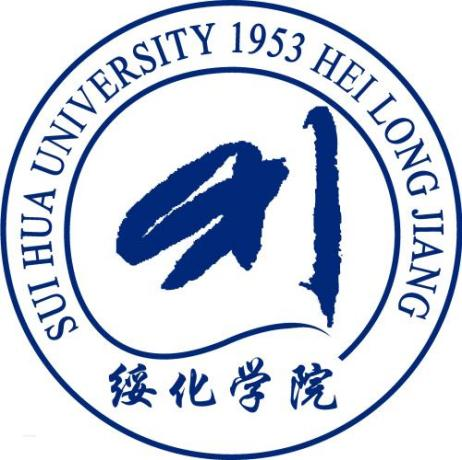 SUI HUA UNIVERSITY 1953 HEI LONG JIANG
绥化学院